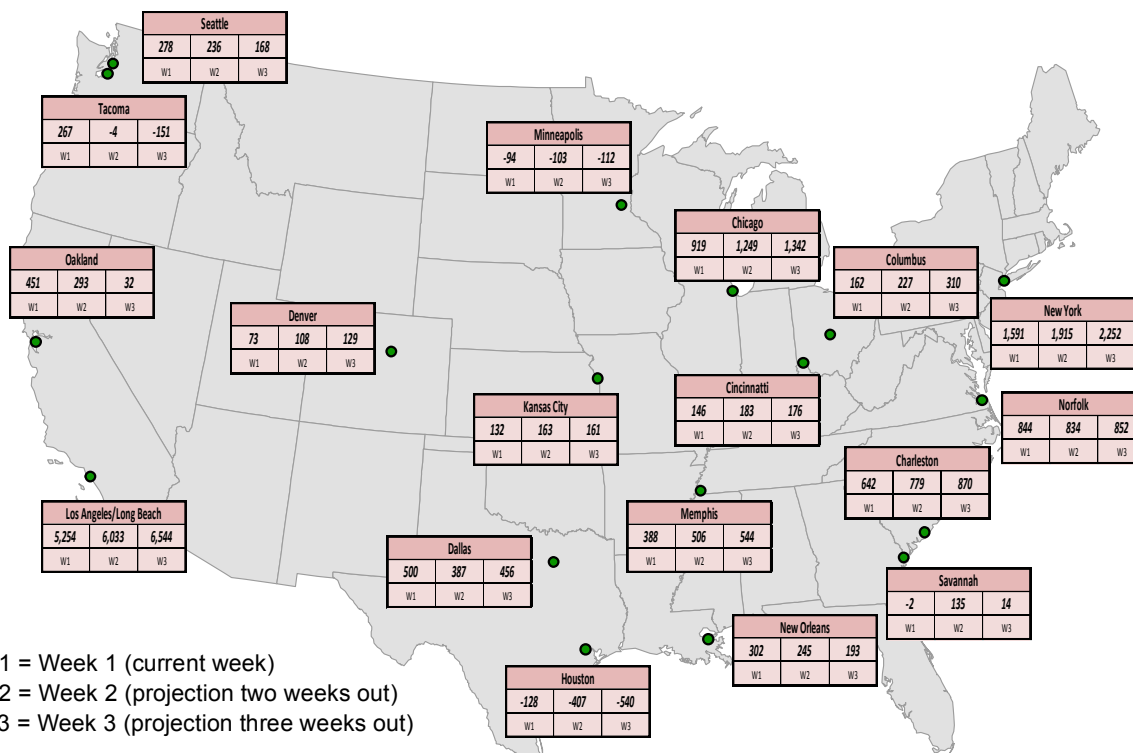 Seattle
278 236 168
W1 W2 W3
Tacoma
267 -4 -151
W1 W2 W3
Minneapolis
-94 -103 -112
W1 W2 W3
Chicago
919 1,249 1,342
W1 W2 W3
Oakland
451 293 32
W1 W2 W3
Columbus
162 227 310
W1 W2 W3
Denver
73 108 129
W1 W2 W3
New York
1,591 1,915 2,252
W1 W2 W3
Cincinnatti
146 183 176
W1 W2 W3
Kansas City
132 163 161
W1 W2 W3
Norfolk
844 834 852
W1 W2 W3
Charleston
642 779 870
W1 W2 W3
Los Angeles/Long Beach
5,254 6,033 6,544
W1 W2 W3
Memphis
388 506 544
W1 W2 W3
Dallas
500 387 456
W1 W2 W3
Savannah
-2 135 14
W1 W2 W3
New Orleans
302 245 193
W1 W2 W3
Houston
-128 -407 -540
W1 W2 W3
1 = Week 1 (current week)
2 = Week 2 (projection two weeks out)
3 = Week 3 (projection three weeks out)